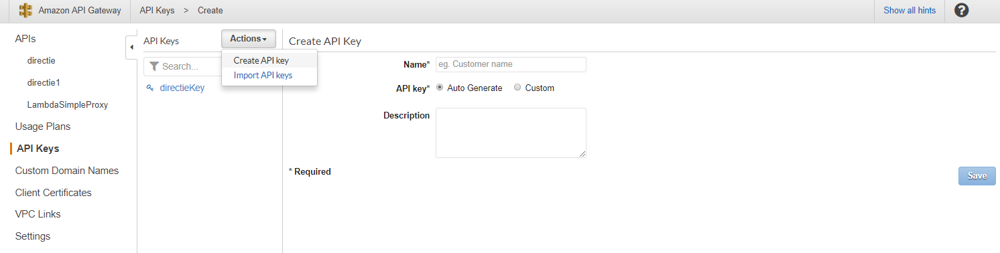 Amazon API Gateway API Keys > Create Show all hints ?
APIs
directie
directie1
LambdaSimpleProxy
Usage Plans
API Keys
Custom Domain Names
Client Certificates
VPC Links
Settings
API Keys Actions
Search...
directieKey
Create API key
Import API keys
Create API Key
Name* eg. Customer name
API key* Auto Generate Custom
Description
* Required
Save